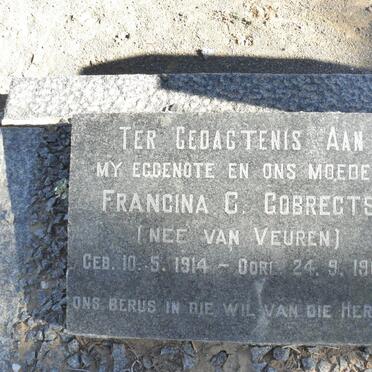 TER GEDAGTENIS AAN
MY EGGENOTE EN ONS MOEDE
FRANCINA C. GOBREGTS
(NEE VAN VEUREN)
GEB. 10.5.1914 – OORL. 24.9.19
ONS BERUS IN DIE WIL VAN DIE HER